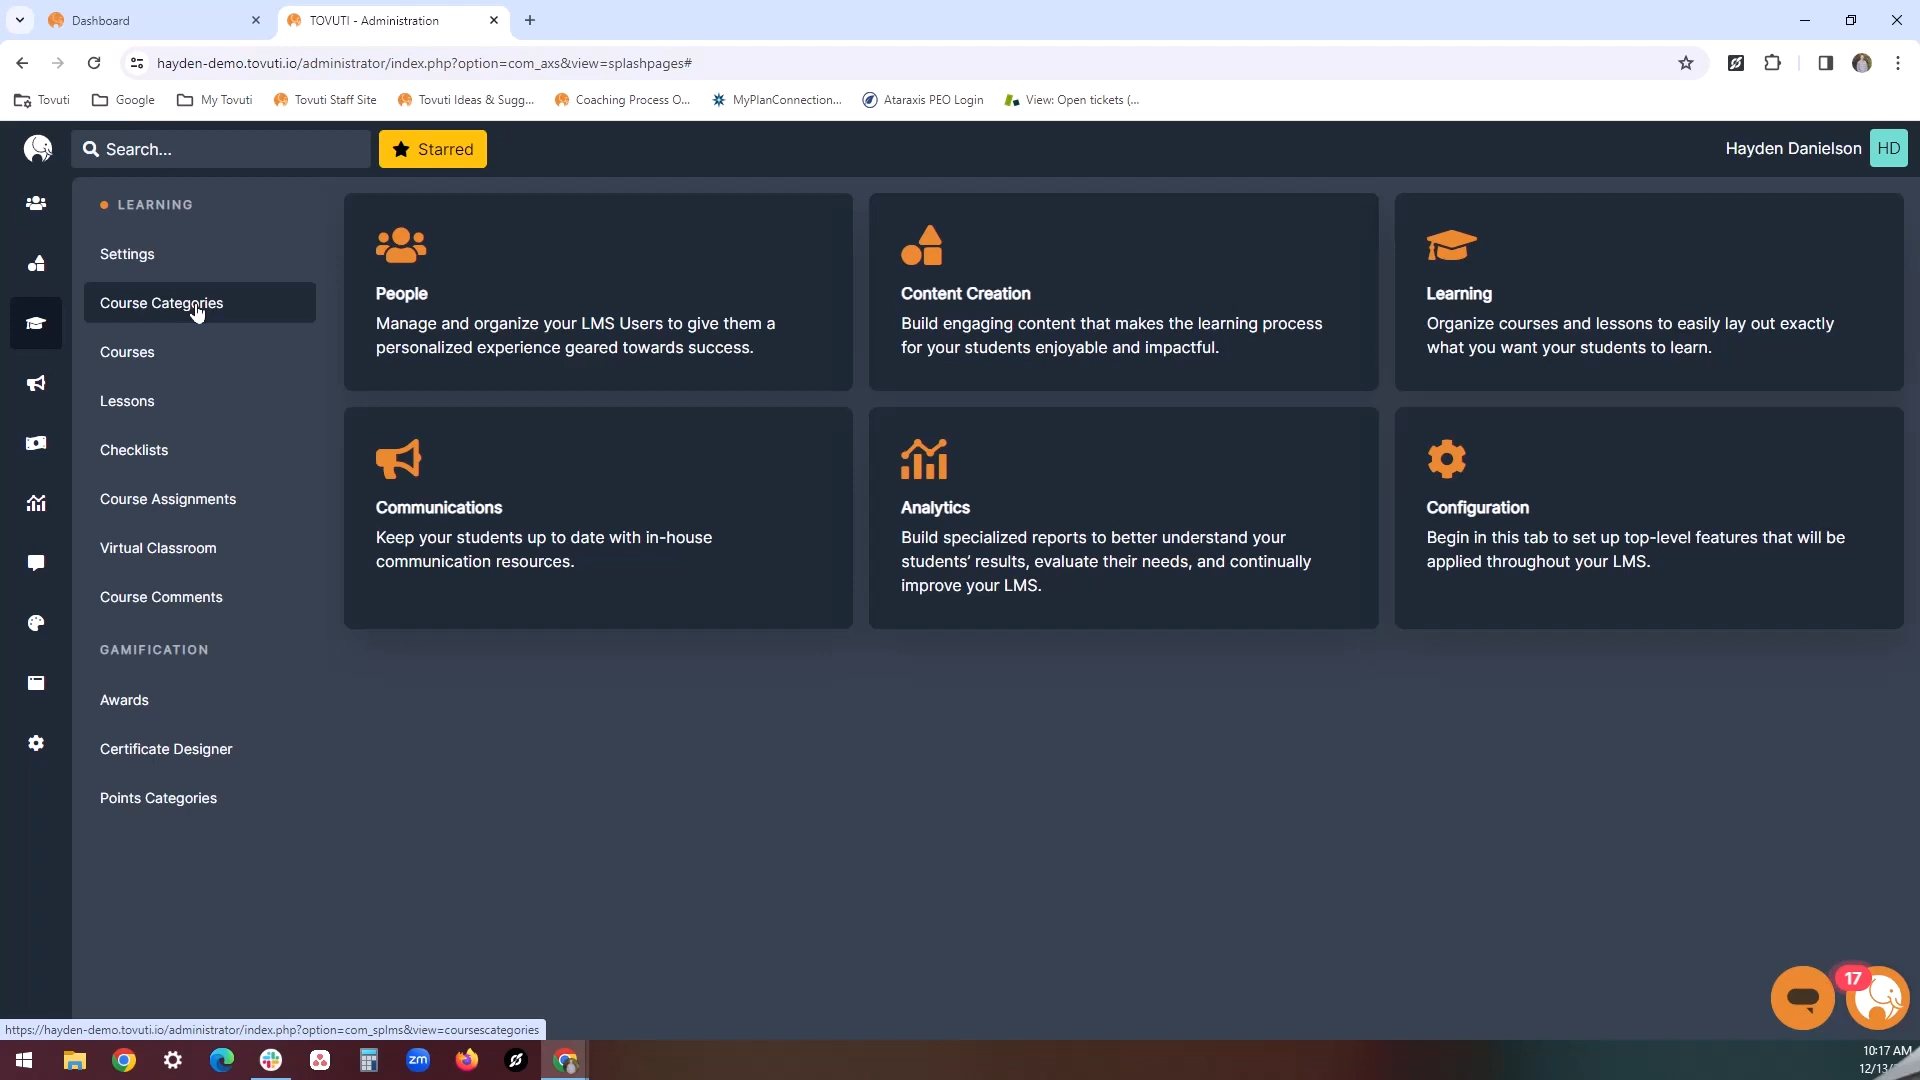 Dashboard
TOVUTI - Administration
hayden-demo.tovuti.io/administrator/index.php?option=com_axs&view=splashpages#
Tovuti
Google
My Tovuti
Tovuti Staff Site
Tovuti Ideas & Sugg...
Coaching Process O...
MyPlanConnection...
Ataraxis PEO Login
View: Open tickets (...
Search...
Starred
Hayden Danielson
HD
LEARNING
Settings
Course Categories
Courses
Lessons
Checklists
Course Assignments
Virtual Classroom
Course Comments
GAMIFICATION
Awards
Certificate Designer
Points Categories
People
Manage and organize your LMS Users to give them a
personalized experience geared towards success.
Content Creation
Build engaging content that makes the learning process
for your students enjoyable and impactful.
Learning
Organize courses and lessons to easily lay out exactly
what you want your students to learn.
Communications
Keep your students up to date with in-house
communication resources.
Analytics
Build specialized reports to better understand your
students' results, evaluate their needs, and continually
improve your LMS.
Configuration
Begin in this tab to set up top-level features that will be
applied throughout your LMS.
17
https://hayden-demo.tovuti.io/administrator/index.php?option=com_splms&view=coursescategories
zm
10:17 AM
12/13/